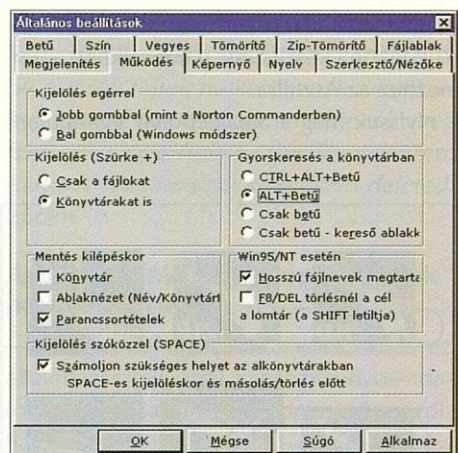 Általános beállítások
Betű Szín Vegyes Tömörítő Zip-Tömörítő Fájlablak
Megjelenítés Működés Képernyő Nyelv Szerkesztő/Nézőke
Kijelölés egérrel
Jobb gombbal (mint a Norton Commanderben)
Bal gombbal (Windows módszer)
Kijelölés (Szürke +)
Csak a fájlokat
Könyvtárakat is
Gyorskeresés a könyvtárban
CTRL+ALT+Betű
ALT+Betű
Csak betű
Csak betű - kereső ablakk
Mentés kilépéskor
Könyvtár
Ablaknézet (Név/Könyvtárl
Parancssortételek
Win95/NT esetén
Hosszú fájlnevek megtarta
F8/DEL törlésnél a cél
a lomtár (a SHIFT letiltja)
Kijelölés szóközzel (SPACE)
Számoljon szükséges helyet az alkönyvtárakban
SPACE-es kijelöléskor és másolás/törlés előtt
OK Mégse Súgó Alkalmaz